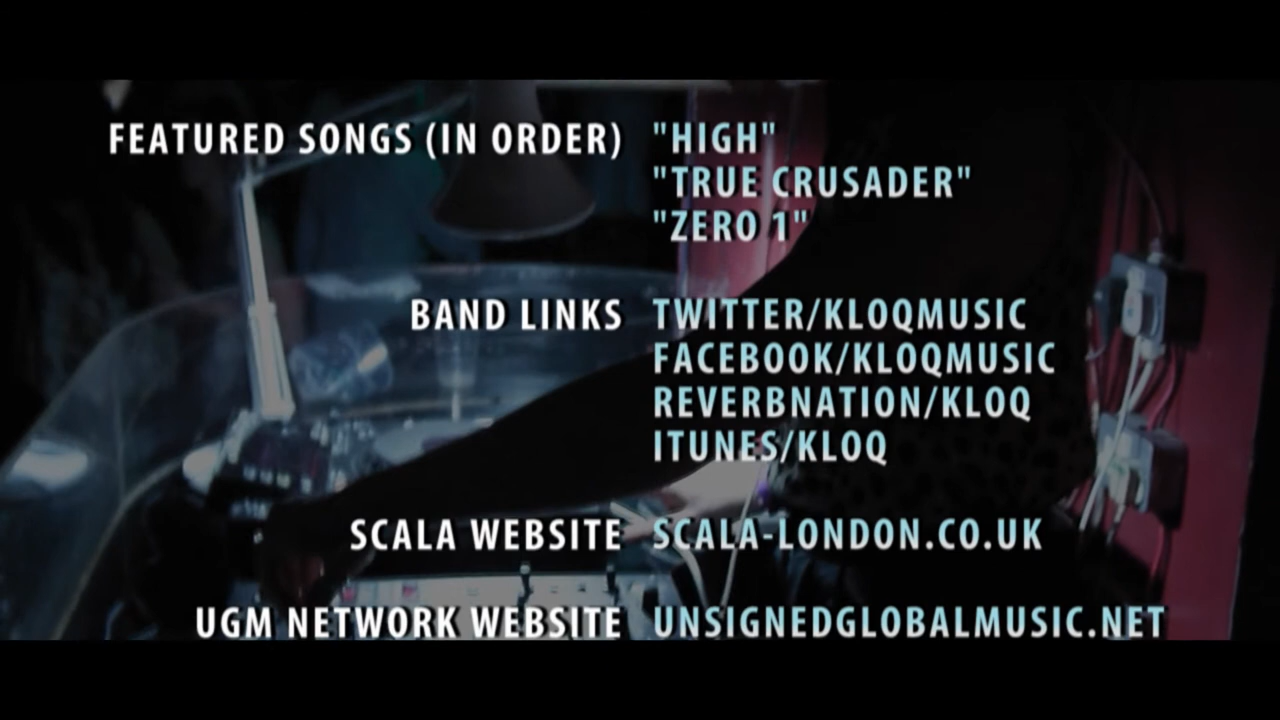 FEATURED SONGS (IN ORDER) "HIGH"
"TRUE CRUSADER"
"ZERO 1"
BAND LINKS TWITTER/KLOQMUSIC
FACEBOOK/KLOQMUSIC
REVERBNATION/KLOQ
ITUNES/KLOQ
SCALA WEBSITE SCALA-LONDON.CO.UK
UGM NETWORK WEBSITE UNSIGNEDGLOBALMUSIC.NET